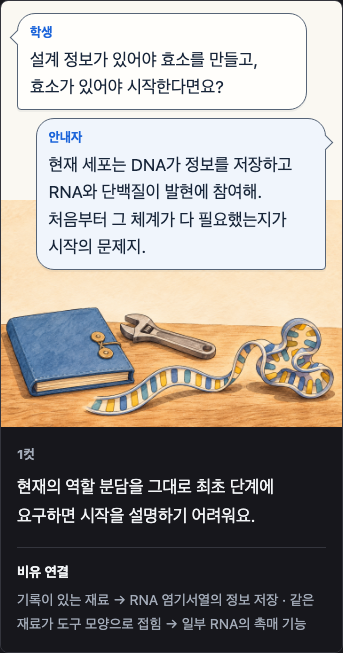 학생
설계 정보가 있어야 효소를 만들고,
효소가 있어야 시작한다면요?
안내자
현재 세포는 DNA가 정보를 저장하고
RNA와 단백질이 발현에 참여해.
처음부터 그 체계가 다 필요했는지가
시작의 문제지.
1컷
현재의 역할 분담을 그대로 최초 단계에
요구하면 시작을 설명하기 어려워요.
비유 연결
기록이 있는 재료 → RNA 염기서열의 정보 저장 · 같은
재료가 도구 모양으로 접힘 → 일부 RNA의 촉매 기능